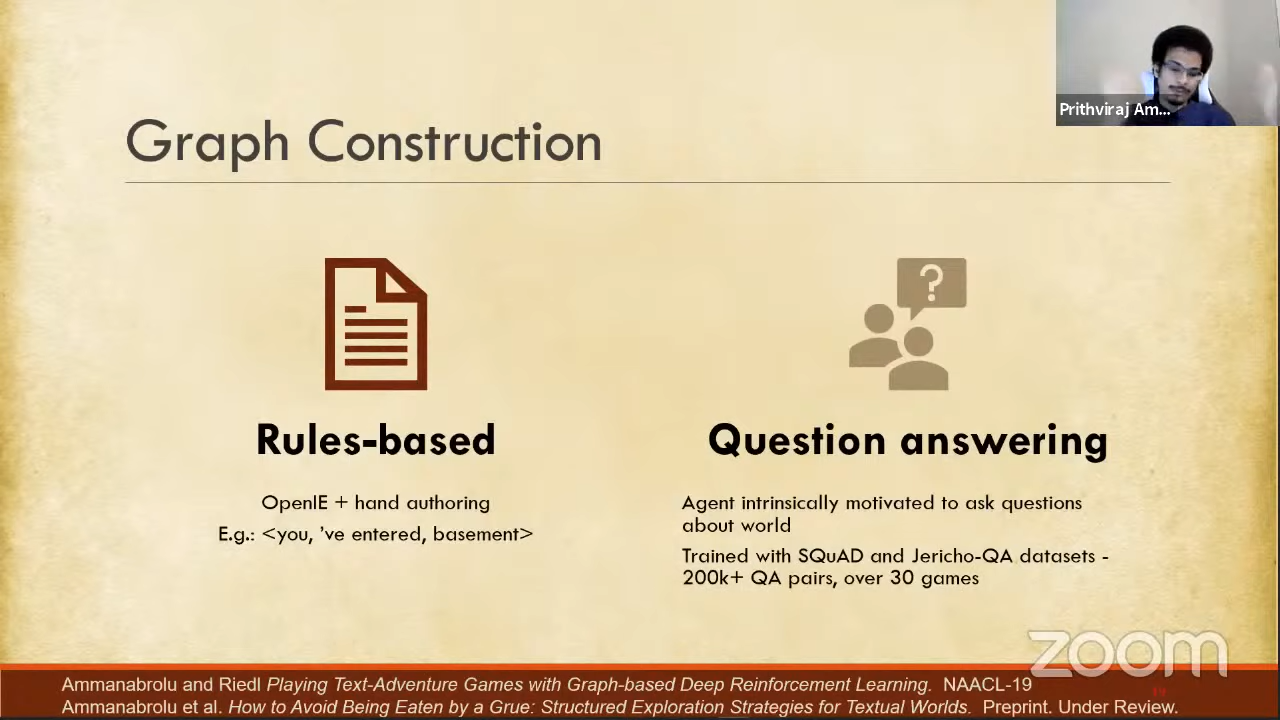 Prithviraj Am...
Graph Construction
?
Rules-based
OpenIE + hand authoring
E.g.: <you, 've entered, basement>
Question answering
Agent intrinsically motivated to ask questions
about world
Trained with SQuAD and Jericho-QA datasets -
200k+ QA pairs, over 30 games
zoom
Ammanabrolu and Riedl Playing Text-Adventure Games with Graph-based Deep Reinforcement Learning. NAACL-19
Ammanabrolu et al. How to Avoid Being Eaten by a Grue: Structured Exploration Strategies for Textual Worlds. Preprint. Under Review.